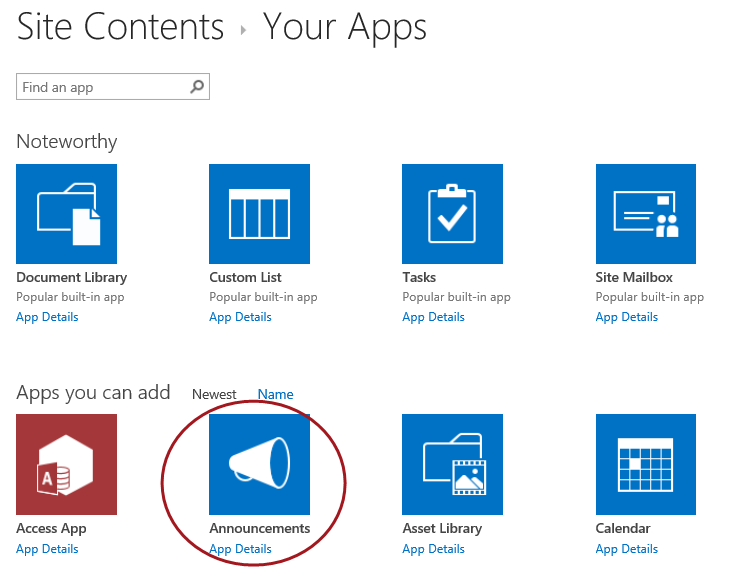 Site Contents › Your Apps
Find an app
Noteworthy
Document Library Custom List Tasks Site Mailbox
Popular built-in app Popular built-in app Popular built-in app Popular built-in app
App Details App Details App Details App Details
Apps you can add Newest Name
A
Access App Announcements Asset Library Calendar
App Details App Details App Details App Details